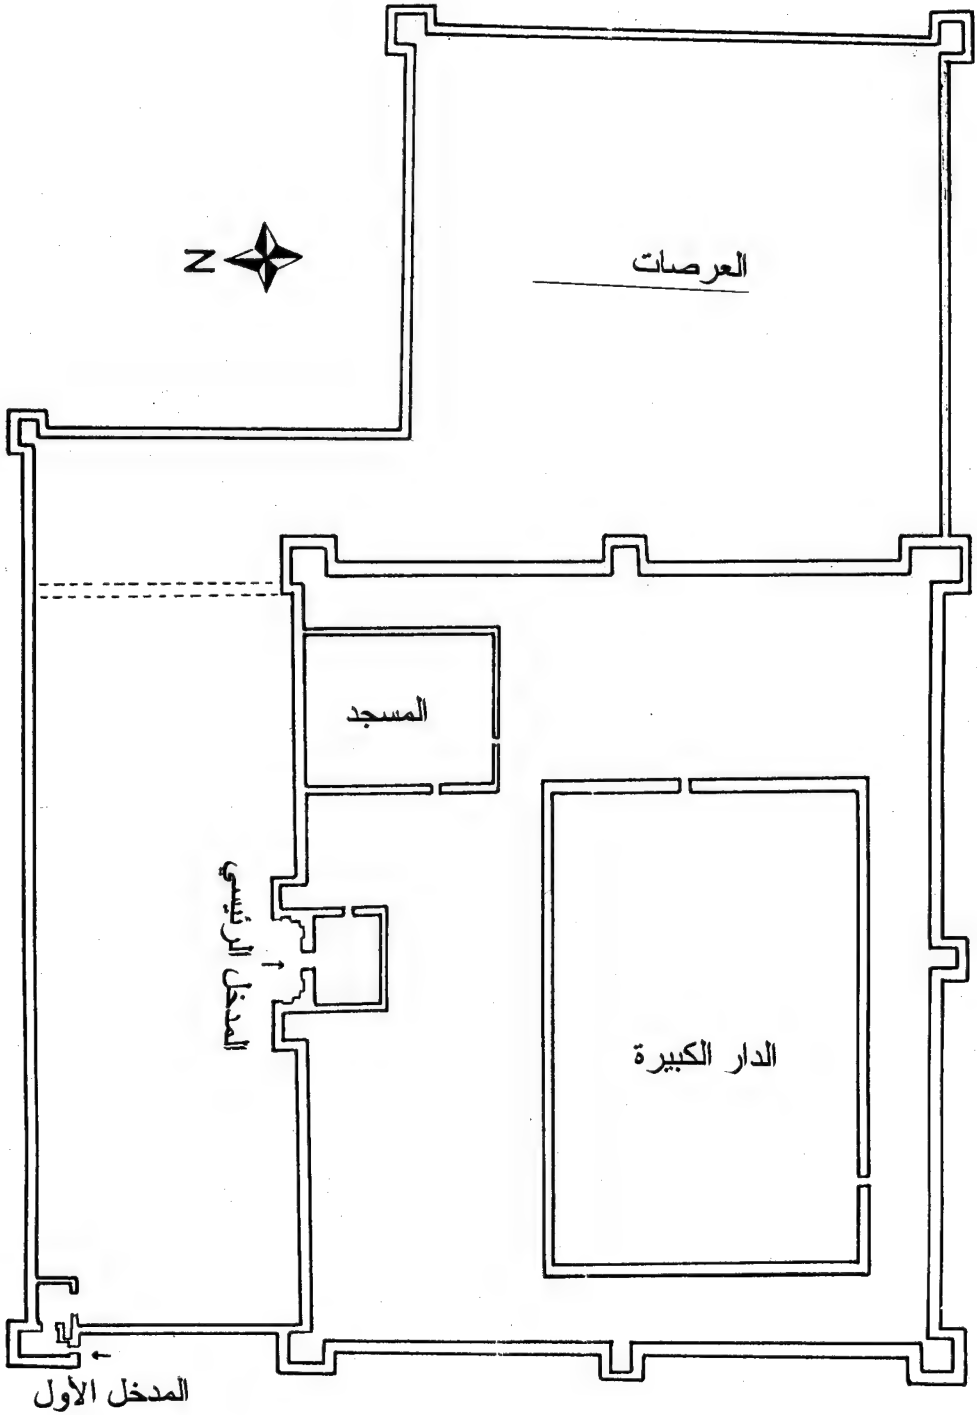 العرصات
N
المسجد
المدخل الرئيسي
الدار الكبيرة
المدخل الأول